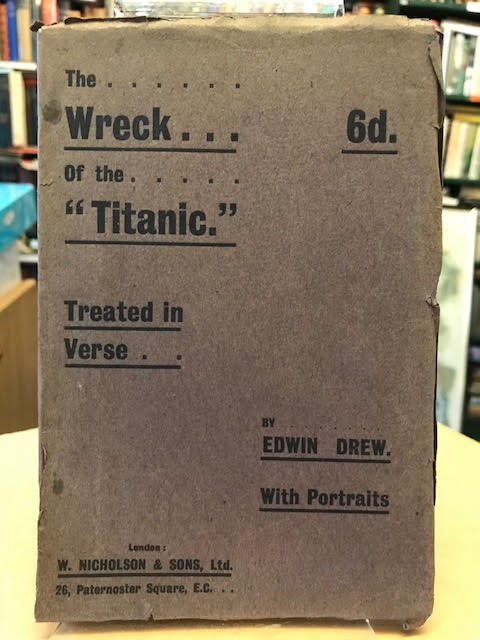 The . . . . . .
Wreck . . . 6d.
Of the . . . . .
“Titanic.”
Treated in
Verse . .
BY . . . . . . . . .
EDWIN DREW.
With Portraits
London :
W. NICHOLSON & SONS, Ltd.
26, Paternoster Square, E.C. . .